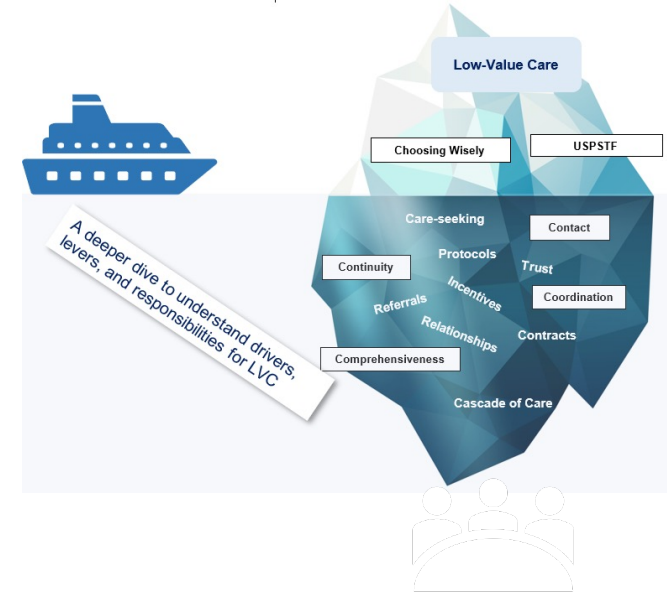 Low-Value Care
Choosing Wisely
USPSTF
Care-seeking
Contact
Protocols
Continuity
Trust
Incentives
Coordination
Referrals
Relationships
Contracts
Comprehensiveness
Cascade of Care
A deeper dive to understand drivers,
levers, and responsibilities for LVC